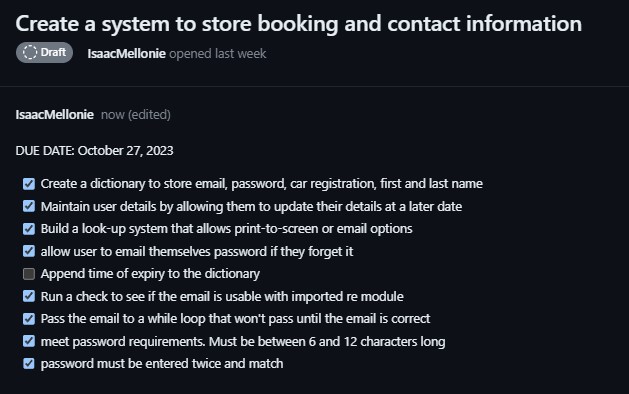 Create a system to store booking and contact information
Draft IsaacMellonie opened last week
IsaacMellonie now (edited)
DUE DATE: October 27, 2023
Create a dictionary to store email, password, car registration, first and last name
Maintain user details by allowing them to update their details at a later date
Build a look-up system that allows print-to-screen or email options
allow user to email themselves password if they forget it
Append time of expiry to the dictionary
Run a check to see if the email is usable with imported re module
Pass the email to a while loop that won't pass until the email is correct
meet password requirements. Must be between 6 and 12 characters long
password must be entered twice and match